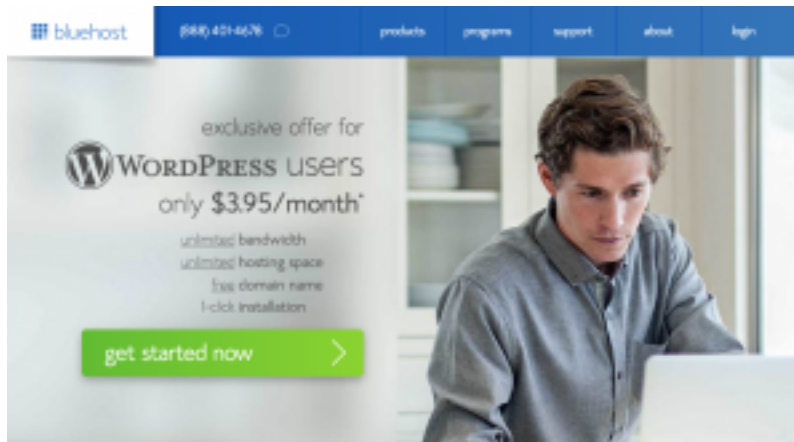 bluehost
(888) 401-4678
products
programs
support
about
login
exclusive offer for
WORDPRESS users
only $3.95/month*
unlimited bandwidth
unlimited hosting space
free domain name
1-click installation
get started now